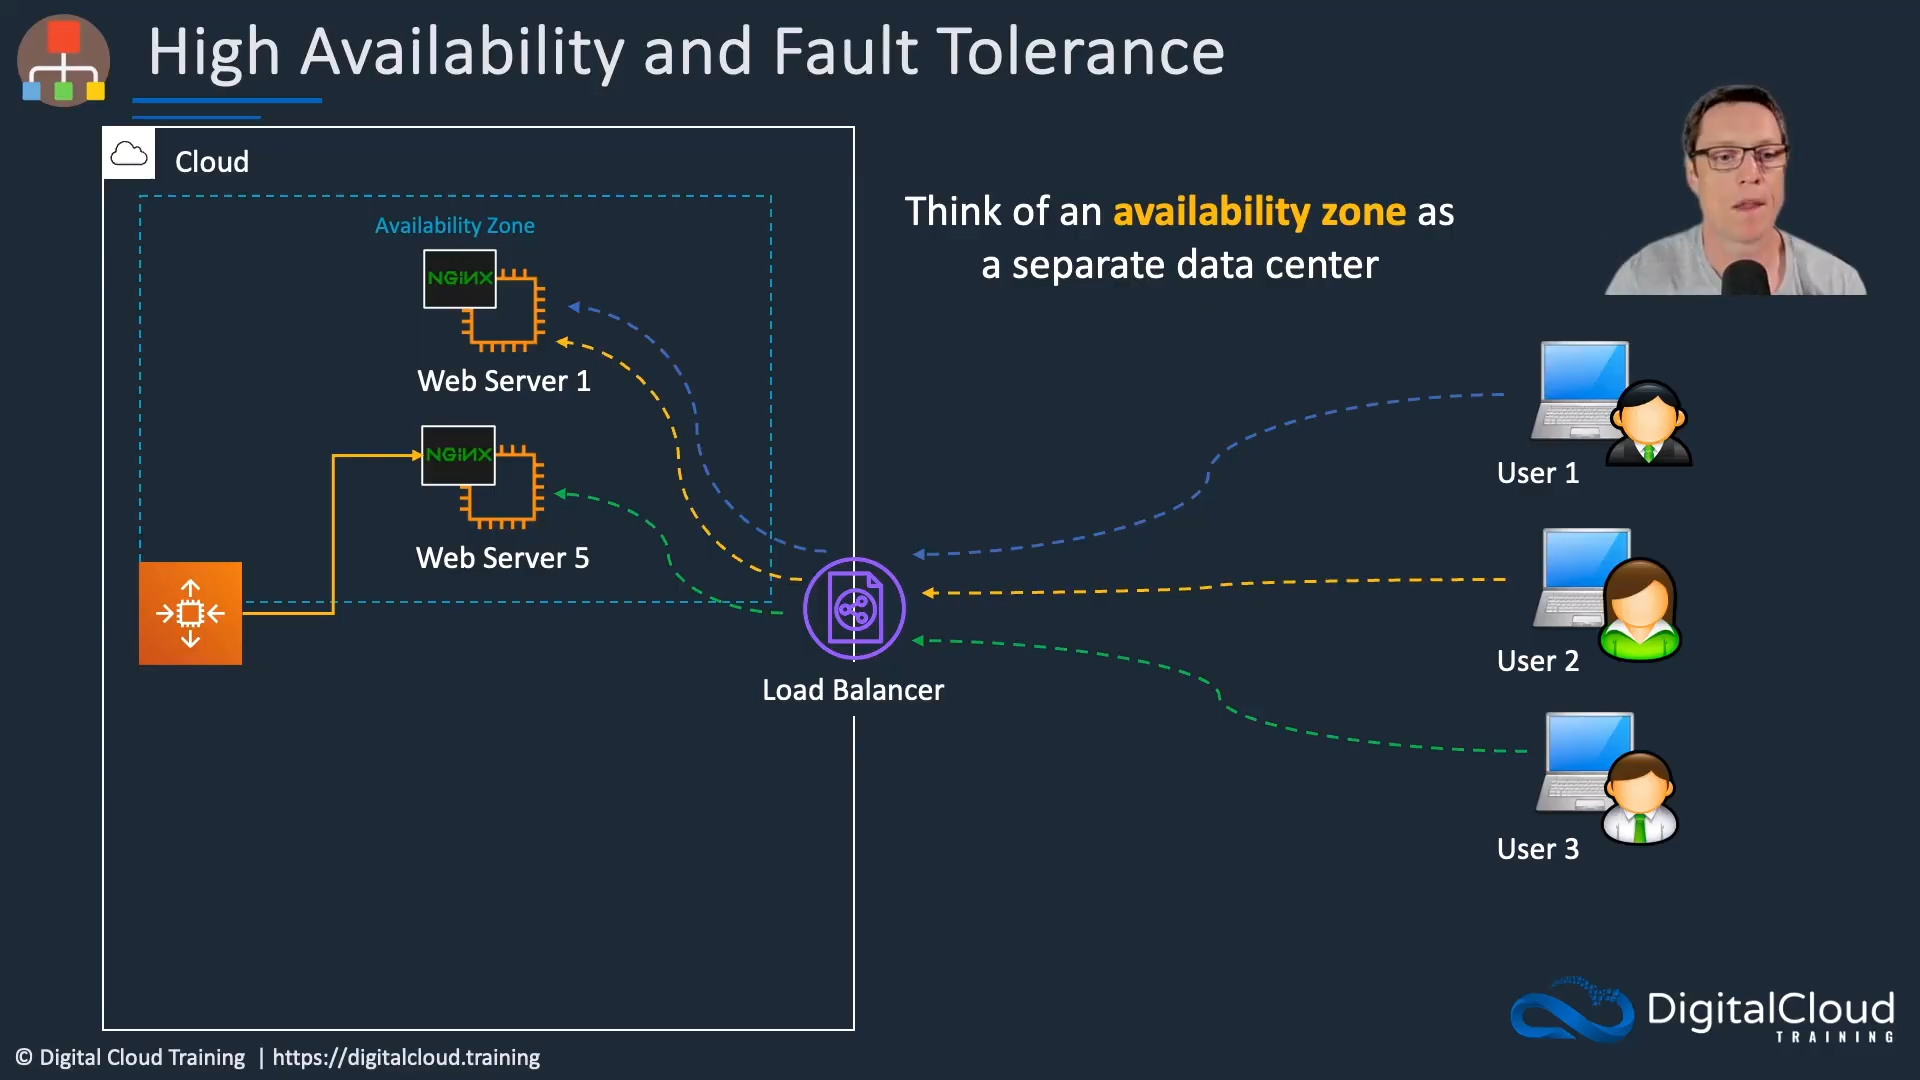 High Availability and Fault Tolerance
Cloud
Availability Zone
NGINX
Web Server 1
NGINX
Web Server 5
Load Balancer
Think of an availability zone as
a separate data center
User 1
User 2
User 3
DigitalCloud
TRAINING
© Digital Cloud Training | https://digitalcloud.training